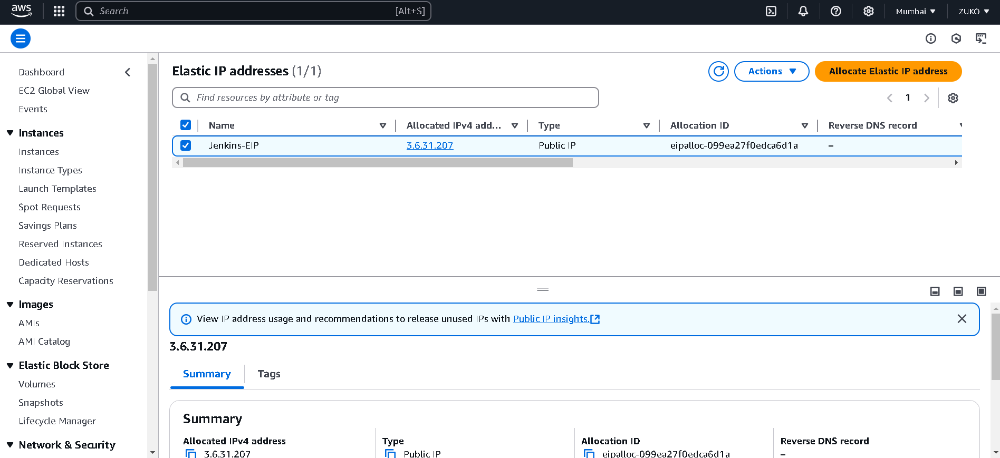 aws
Search [Alt+S]
Mumbai ▼
ZUKO ▼
Dashboard
EC2 Global View
Events
Instances
Instances
Instance Types
Launch Templates
Spot Requests
Savings Plans
Reserved Instances
Dedicated Hosts
Capacity Reservations
Images
AMIs
AMI Catalog
Elastic Block Store
Volumes
Snapshots
Lifecycle Manager
Network & Security
Elastic IP addresses (1/1)
Actions ▼
Allocate Elastic IP address
Find resources by attribute or tag
1
Name Allocated IPv4 add... Type Allocation ID Reverse DNS record
Jenkins-EIP 3.6.31.207 Public IP eipalloc-099ea27f0edca6d1a –
View IP address usage and recommendations to release unused IPs with Public IP insights.
3.6.31.207
Summary Tags
Summary
Allocated IPv4 address Type Allocation ID Reverse DNS record
3.6.31.207 Public IP eipalloc-099ea27f0edca6d1a –